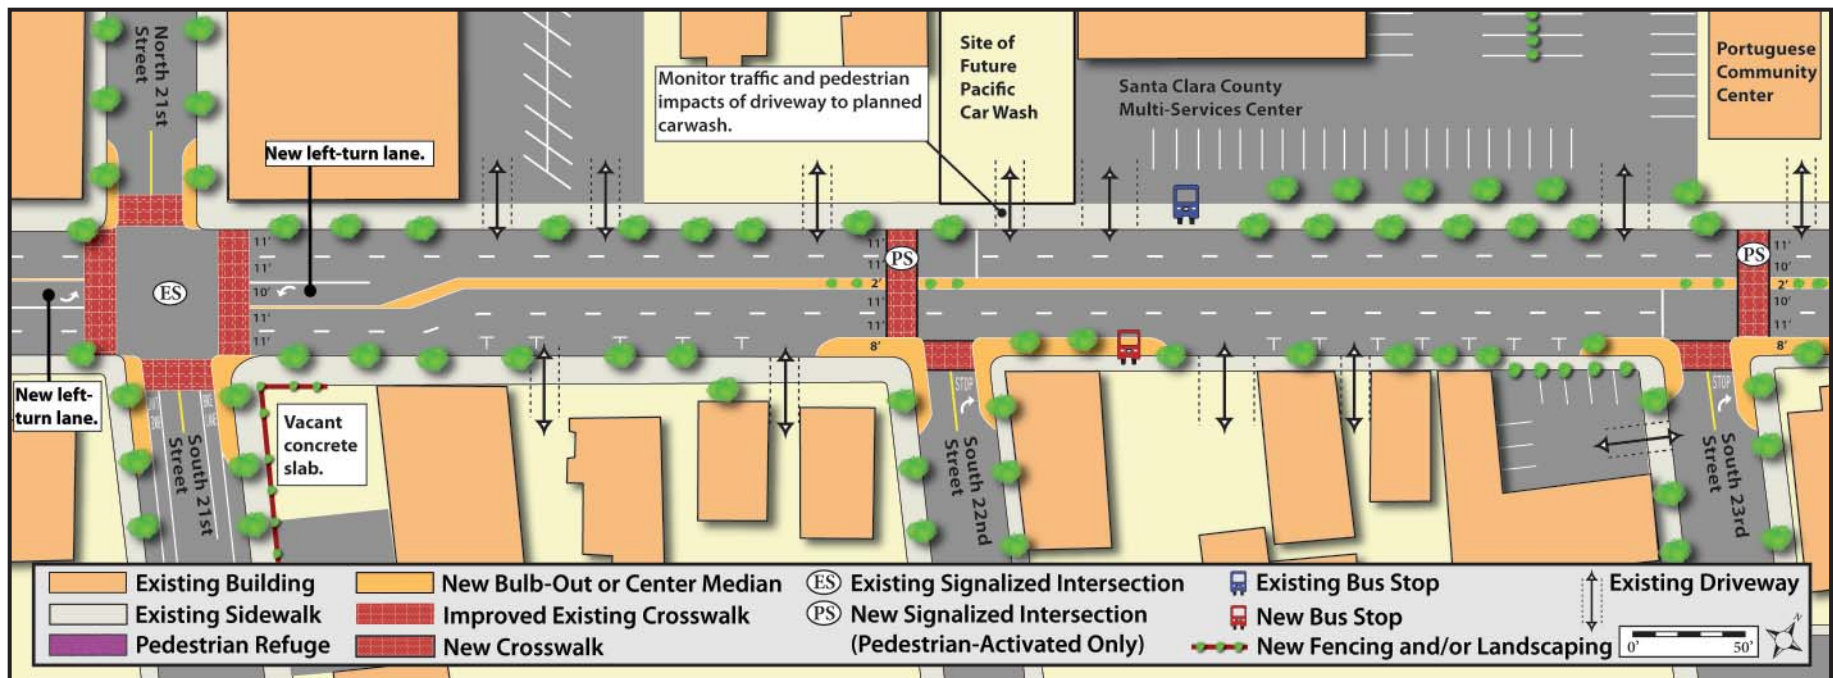 North 21st
Street
New left-turn lane.
Monitor traffic and pedestrian
impacts of driveway to planned
carwash.
Site of
Future
Pacific
Car Wash
Santa Clara County
Multi-Services Center
Portuguese
Community
Center
11'
11'
10'
11'
11'
ES
PS
11'
11'
2'
11'
11'
8'
PS
11'
10'
2'
10'
11'
8'
New left-
turn lane.
South 21st
Street
Vacant
concrete
slab.
STOP
South 22nd
Street
STOP
South 23rd
Street
Existing Building
Existing Sidewalk
Pedestrian Refuge
New Bulb-Out or Center Median
Improved Existing Crosswalk
New Crosswalk
ES Existing Signalized Intersection
PS New Signalized Intersection
(Pedestrian-Activated Only)
Existing Bus Stop
New Bus Stop
New Fencing and/or Landscaping
Existing Driveway
0' 50'
N